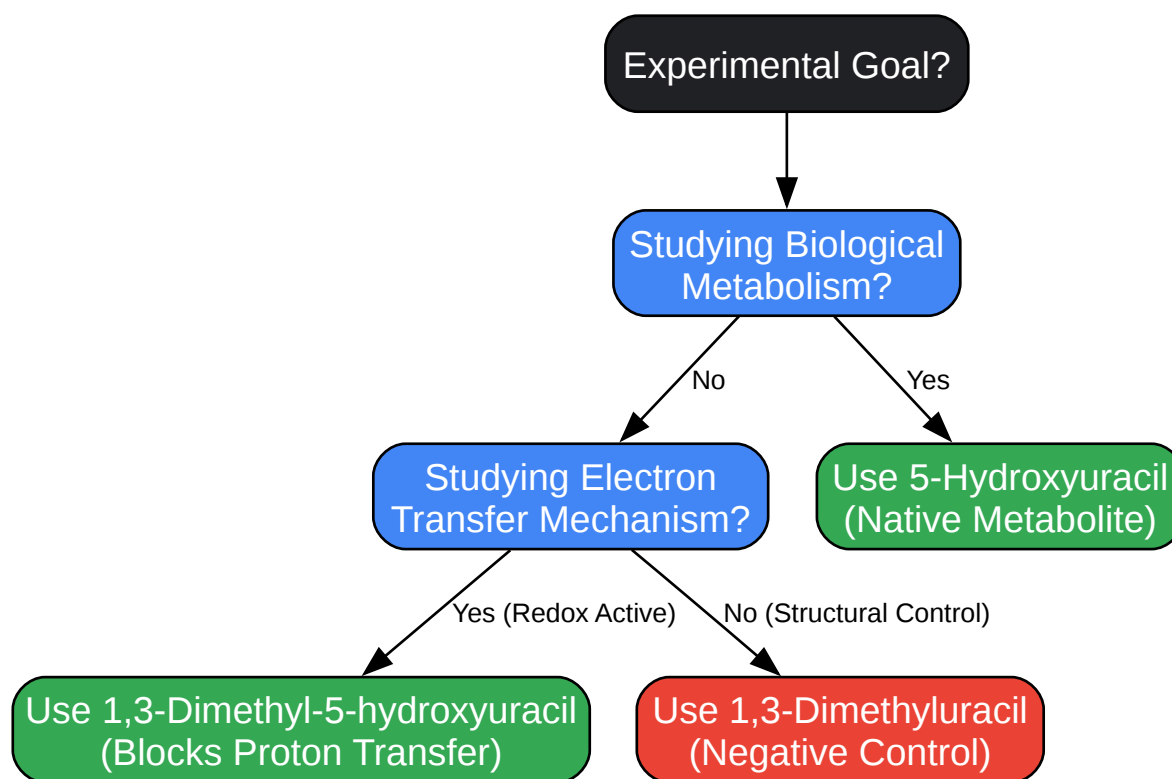 Experimental Goal?
Studying Biological
Metabolism?
No
Yes
Studying Electron
Transfer Mechanism?
Use 5-Hydroxyuracil
(Native Metabolite)
Yes (Redox Active)
No (Structural Control)
Use 1,3-Dimethyl-5-hydroxyuracil
(Blocks Proton Transfer)
Use 1,3-Dimethyluracil
(Negative Control)